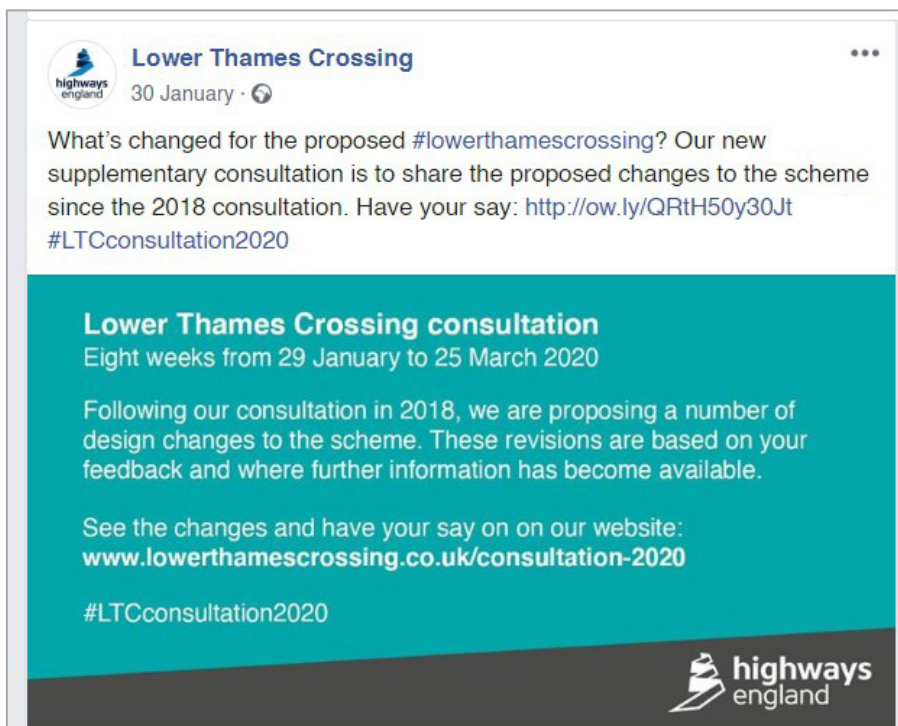 Lower Thames Crossing
highways
england
30 January ·
What's changed for the proposed #lowerthamescrossing? Our new
supplementary consultation is to share the proposed changes to the scheme
since the 2018 consultation. Have your say: http://ow.ly/QRtH50y30Jt
#LTCconsultation2020
Lower Thames Crossing consultation
Eight weeks from 29 January to 25 March 2020
Following our consultation in 2018, we are proposing a number of
design changes to the scheme. These revisions are based on your
feedback and where further information has become available.
See the changes and have your say on on our website:
www.lowerthamescrossing.co.uk/consultation-2020
#LTCconsultation2020
highways
england